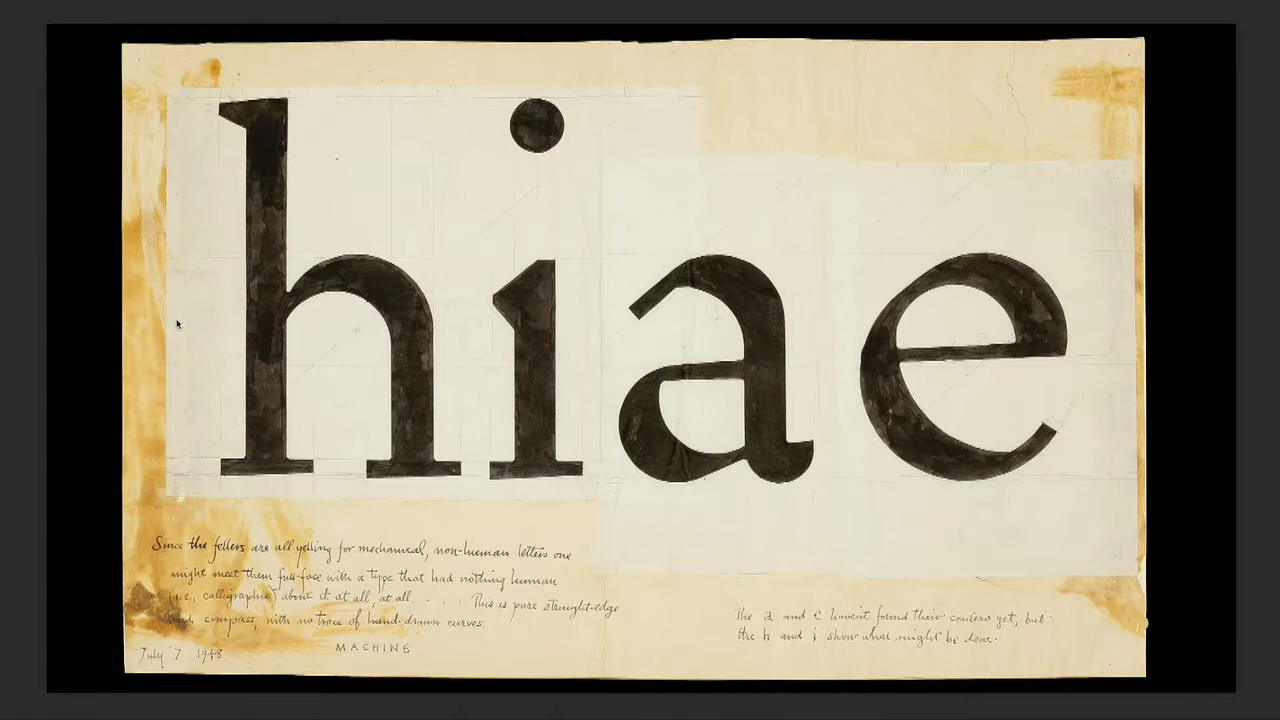 hiae
Since the fellers are all yelling for mechanical, non-human letters one
might meet them full-face with a type that had nothing human
(i.e., calligraphic) about it at all, at all . . . . This is pure straight-edge
and compass, with no trace of hand-drawn curves.
MACHINE
July 7 1948
The a and e haven't found their contours yet, but
the h and i show what might be done.